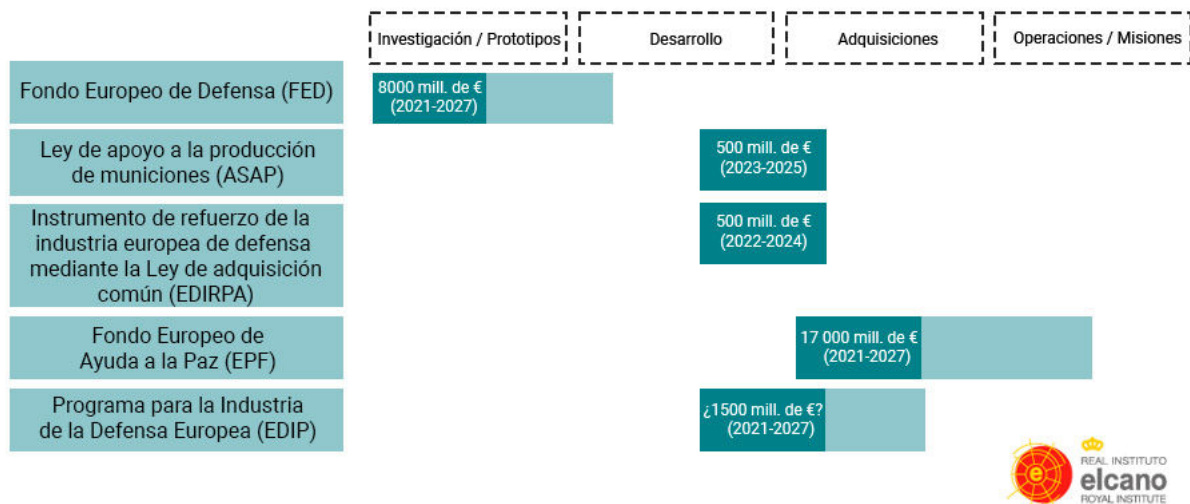 Investigación / Prototipos
Desarrollo
Adquisiciones
Operaciones / Misiones
Fondo Europeo de Defensa (FED)
8000 mill. de €
(2021-2027)
Ley de apoyo a la producción
de municiones (ASAP)
500 mill. de €
(2023-2025)
Instrumento de refuerzo de la
industria europea de defensa
mediante la Ley de adquisición
común (EDIRPA)
500 mill. de €
(2022-2024)
Fondo Europeo de
Ayuda a la Paz (EPF)
17 000 mill. de €
(2021-2027)
Programa para la Industria
de la Defensa Europea (EDIP)
¿1500 mill. de €?
(2021-2027)
e
REAL INSTITUTO
elcano
ROYAL INSTITUTE